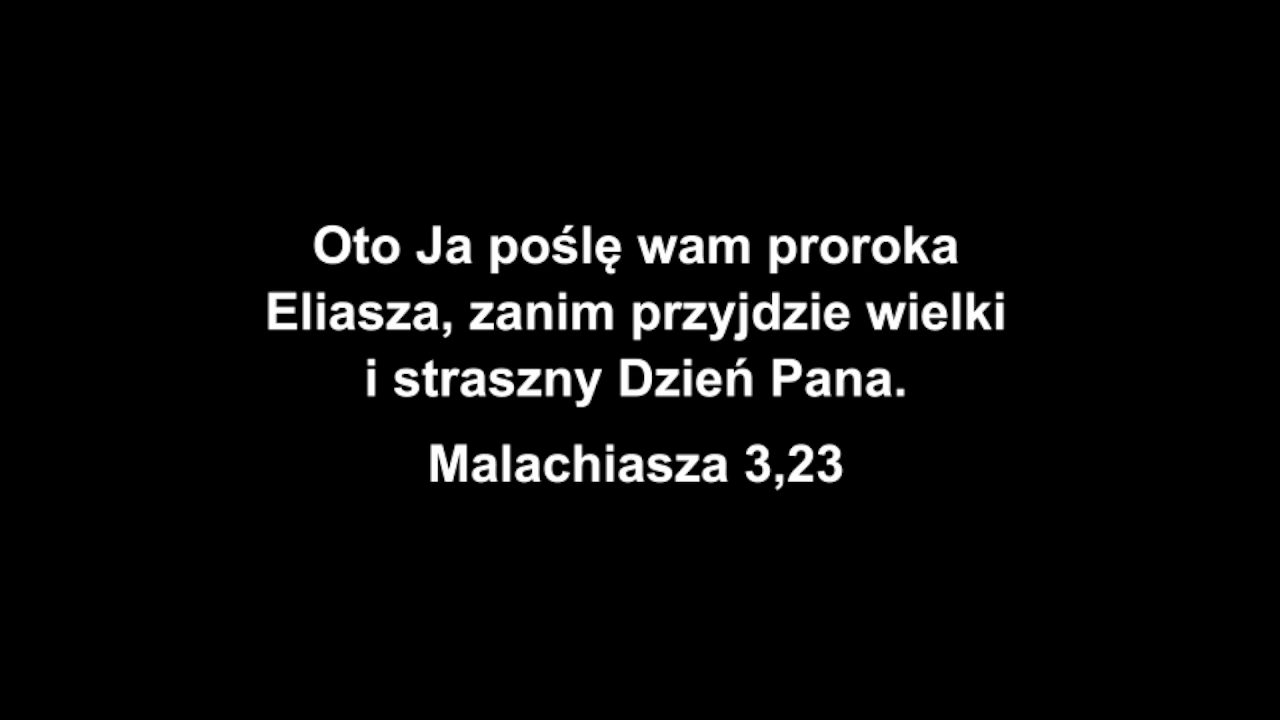 Oto Ja poślę wam proroka
Eliasza, zanim przyjdzie wielki
i straszny Dzień Pana.
Malachiasza 3,23